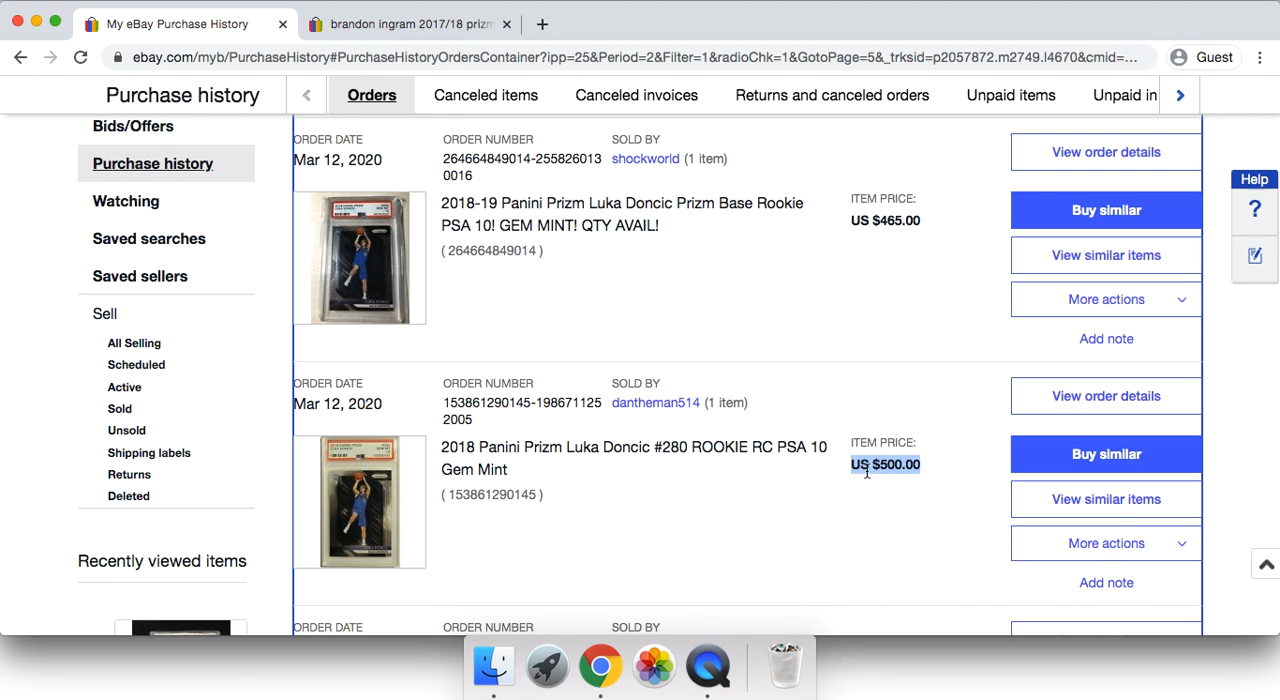 My eBay Purchase History
brandon ingram 2017/18 prizm
ebay.com/myb/PurchaseHistory#PurchaseHistoryOrdersContainer?ipp=25&Period=2&Filter=1&radioChk=1&GotoPage=5&_trksid=p2057872.m2749.l4670&cmid=...
Guest
Purchase history
Orders
Canceled items
Canceled invoices
Returns and canceled orders
Unpaid items
Unpaid in
Bids/Offers
Purchase history
Watching
Saved searches
Saved sellers
Sell
All Selling
Scheduled
Active
Sold
Unsold
Shipping labels
Returns
Deleted
Recently viewed items
ORDER DATE
Mar 12, 2020
ORDER NUMBER
264664849014-255826013
0016
SOLD BY
shockworld (1 item)
View order details
2018-19 Panini Prizm Luka Doncic Prizm Base Rookie
PSA 10! GEM MINT! QTY AVAIL!
( 264664849014 )
ITEM PRICE:
US $465.00
Buy similar
View similar items
More actions
Add note
ORDER DATE
Mar 12, 2020
ORDER NUMBER
153861290145-198671125
2005
SOLD BY
dantheman514 (1 item)
View order details
2018 Panini Prizm Luka Doncic #280 ROOKIE RC PSA 10
Gem Mint
( 153861290145 )
ITEM PRICE:
US $500.00
Buy similar
View similar items
More actions
Add note
ORDER DATE
ORDER NUMBER
SOLD BY
Help
?